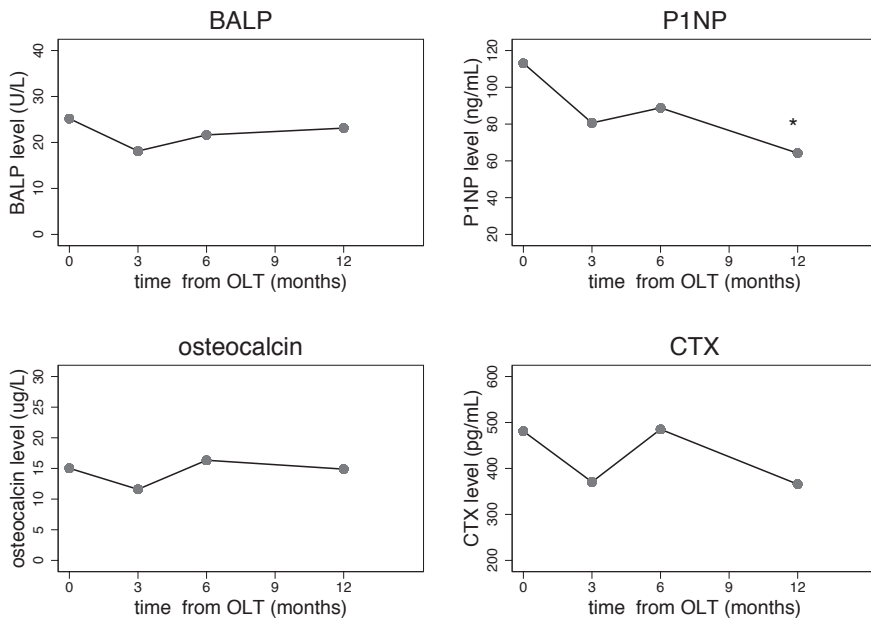 BALP
BALP level (U/L)
40
30
20
10
0
0 3 6 9 12
time from OLT (months)
P1NP
P1NP level (ng/mL)
120
100
80
60
40
20
*
0 3 6 9 12
time from OLT (months)
osteocalcin
osteocalcin level (ug/L)
30
25
20
15
10
5
0
0 3 6 9 12
time from OLT (months)
CTX
CTX level (pg/mL)
600
500
400
300
200
0 3 6 9 12
time from OLT (months)